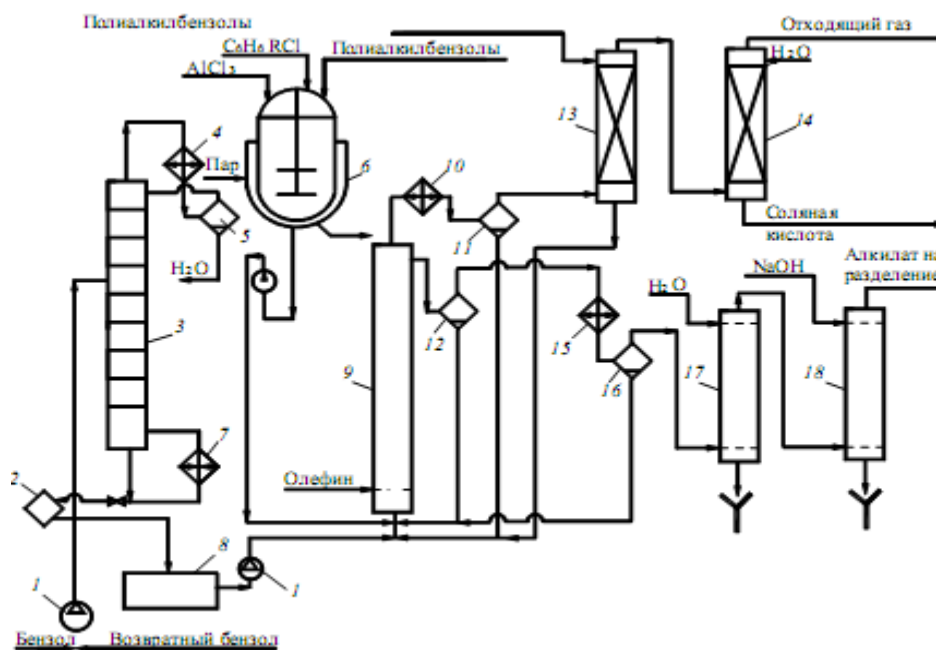 Полиалкилбензолы
C₆H₆ RCl
Полиалкилбензолы
AlCl₃
Отходящий газ
H₂O
4
Пар
6
10
13
14
5
11
Соляная
кислота
H₂O
Алкилат на
разделение
NaOH
H₂O
3
12
15
9
16
17
18
7
2
Олефин
8
1
1
Бензол
Возвратный бензол